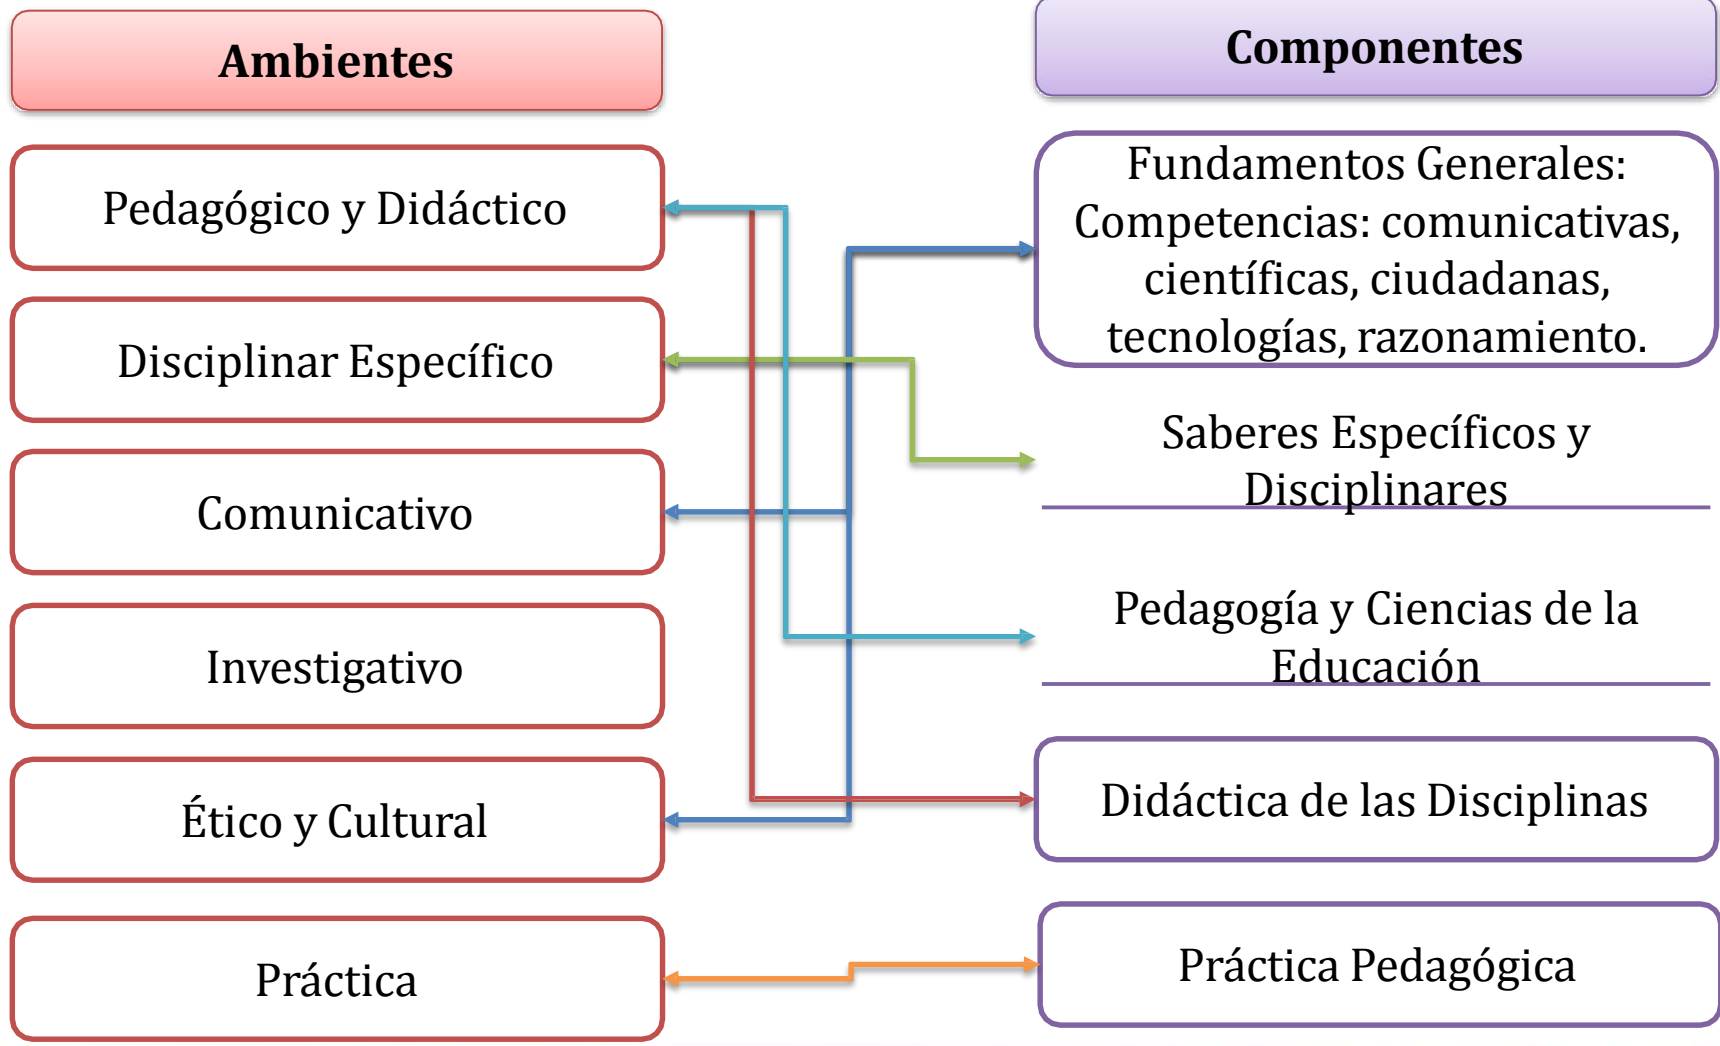 Ambientes
Pedagógico y Didáctico
Disciplinar Específico
Comunicativo
Investigativo
Ético y Cultural
Práctica
Componentes
Fundamentos Generales:
Competencias: comunicativas,
científicas, ciudadanas,
tecnologías, razonamiento.
Saberes Específicos y
Disciplinares
Pedagogía y Ciencias de la
Educación
Didáctica de las Disciplinas
Práctica Pedagógica